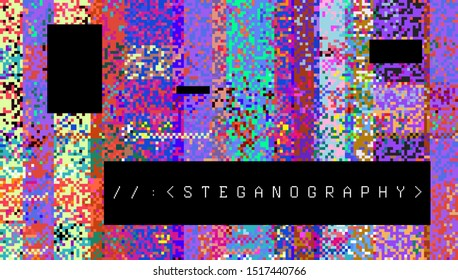 //:<STEGANOGRAPHY>
shutterstock.com · 1517440766